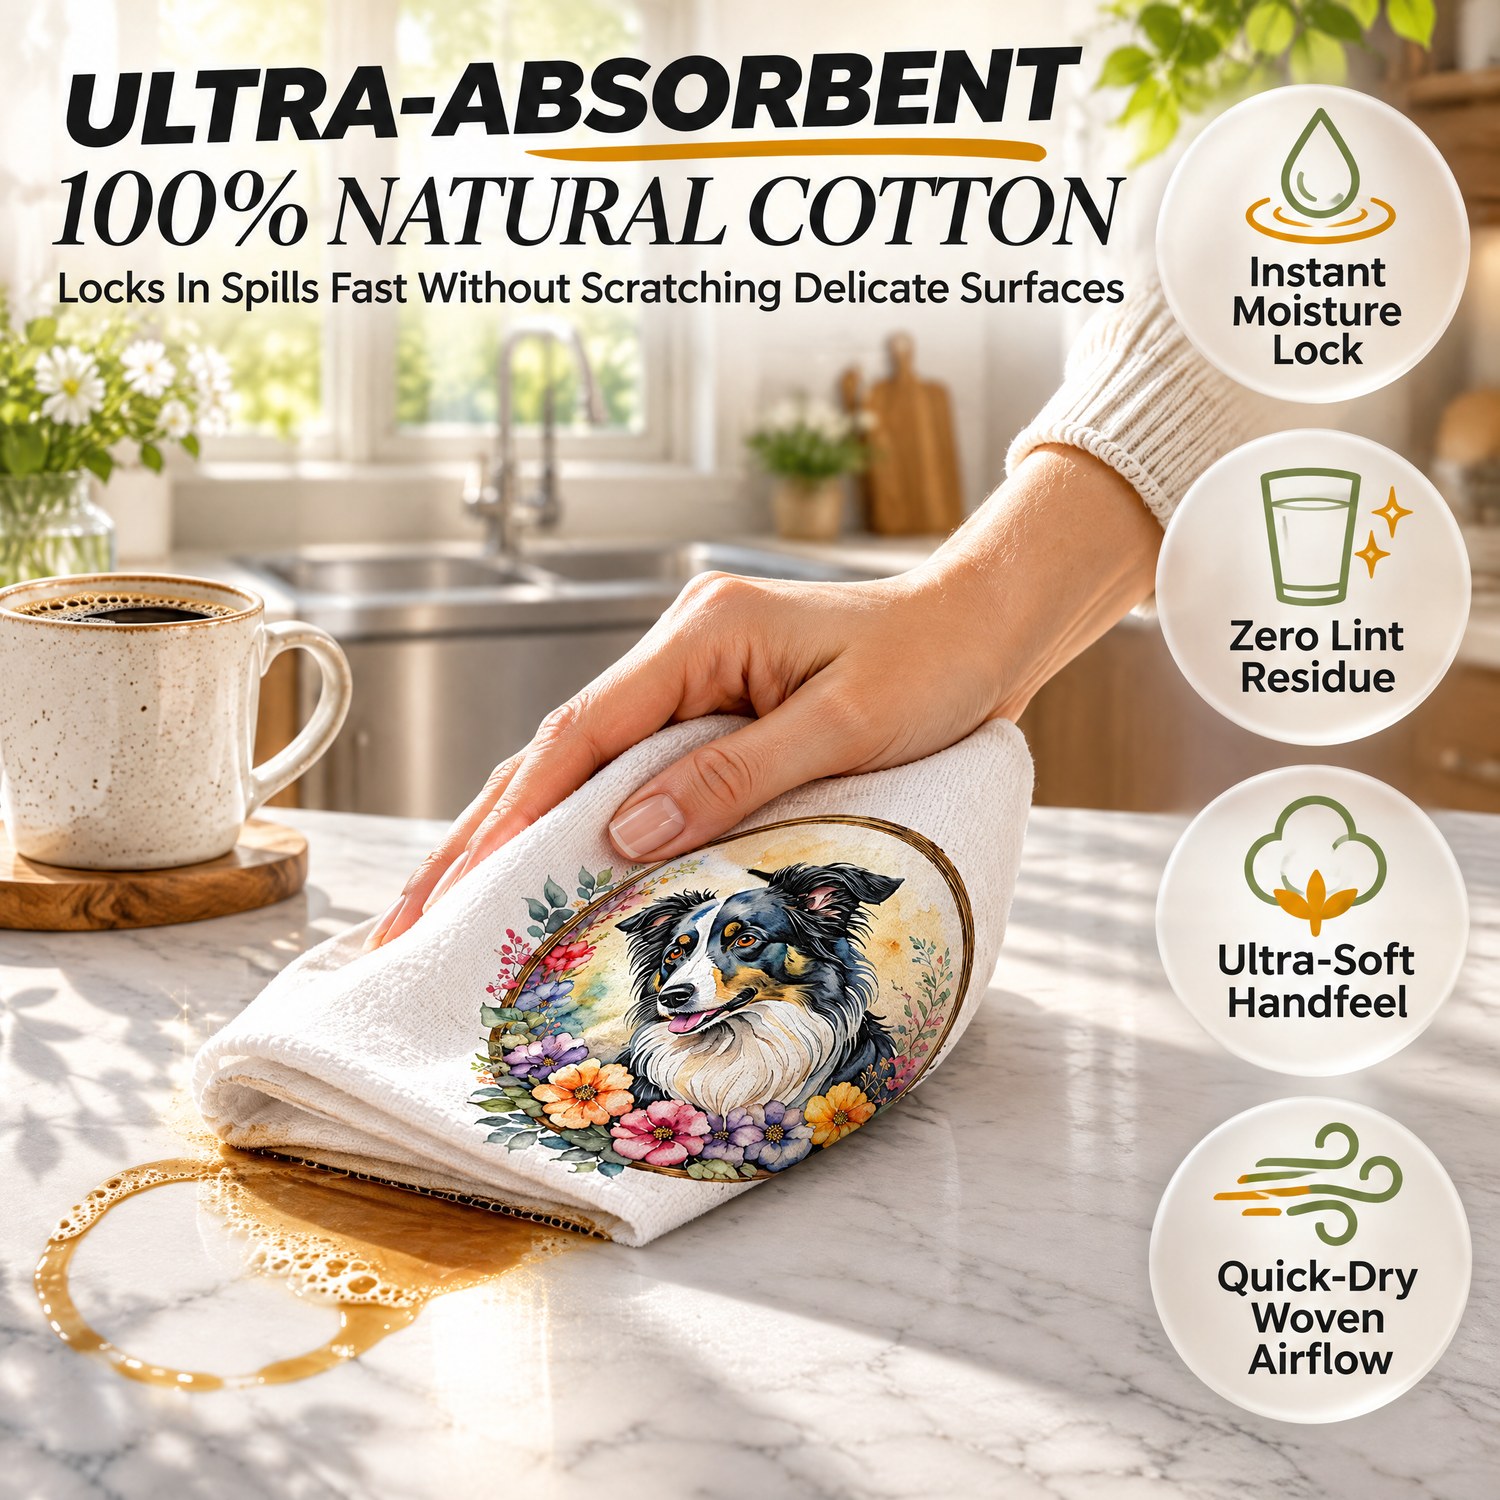 ULTRA-ABSORBENT
100% NATURAL COTTON
Locks In Spills Fast Without Scratching Delicate Surfaces
Instant
Moisture
Lock
Zero Lint
Residue
Ultra-Soft
Handfeel
Quick-Dry
Woven
Airflow